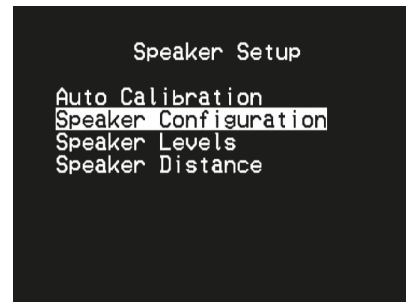 Speaker Setup
Auto Calibration
Speaker Configuration
Speaker Levels
Speaker Distance